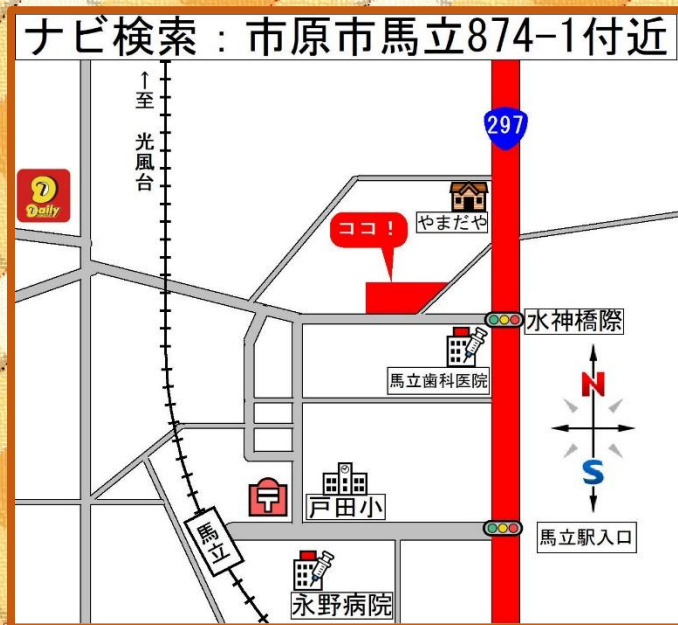 ナビ検索：市原市馬立874-1付近
↑至 光風台
297
Daily
やまだや
ココ！
水神橋際
馬立歯科医院
N
S
戸田小
〒
馬立
馬立駅入口
永野病院